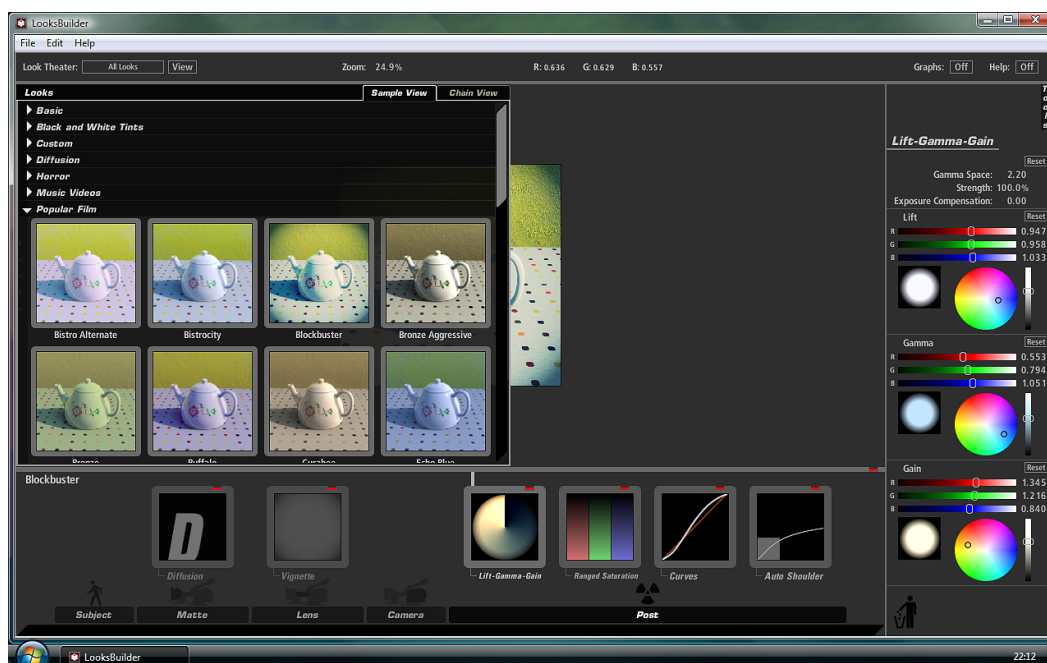 LooksBuilder
File Edit Help
Look Theater: All Looks View Zoom: 24.9% R: 0.636 G: 0.629 B: 0.557 Graphs: Off Help: Off
Looks Sample View Chain View
Basic
Black and White Tints
Custom
Diffusion
Horror
Music Videos
Popular Film
Bistro Alternate Bistrocity Blockbuster Bronze Aggressive
Bronze Buffalo Curahee Echo Blue
Lift-Gamma-Gain
Reset
Gamma Space: 2.20
Strength: 100.0%
Exposure Compensation: 0.00
Lift Reset
R 0.947
G 0.958
B 1.033
Gamma Reset
R 0.553
G 0.794
B 1.051
Gain Reset
R 1.345
G 1.216
B 0.840
Blockbuster
D
Diffusion Vignette Lift-Gamma-Gain Ranged Saturation Curves Auto Shoulder
Subject Matte Lens Camera Post
LooksBuilder 22:12